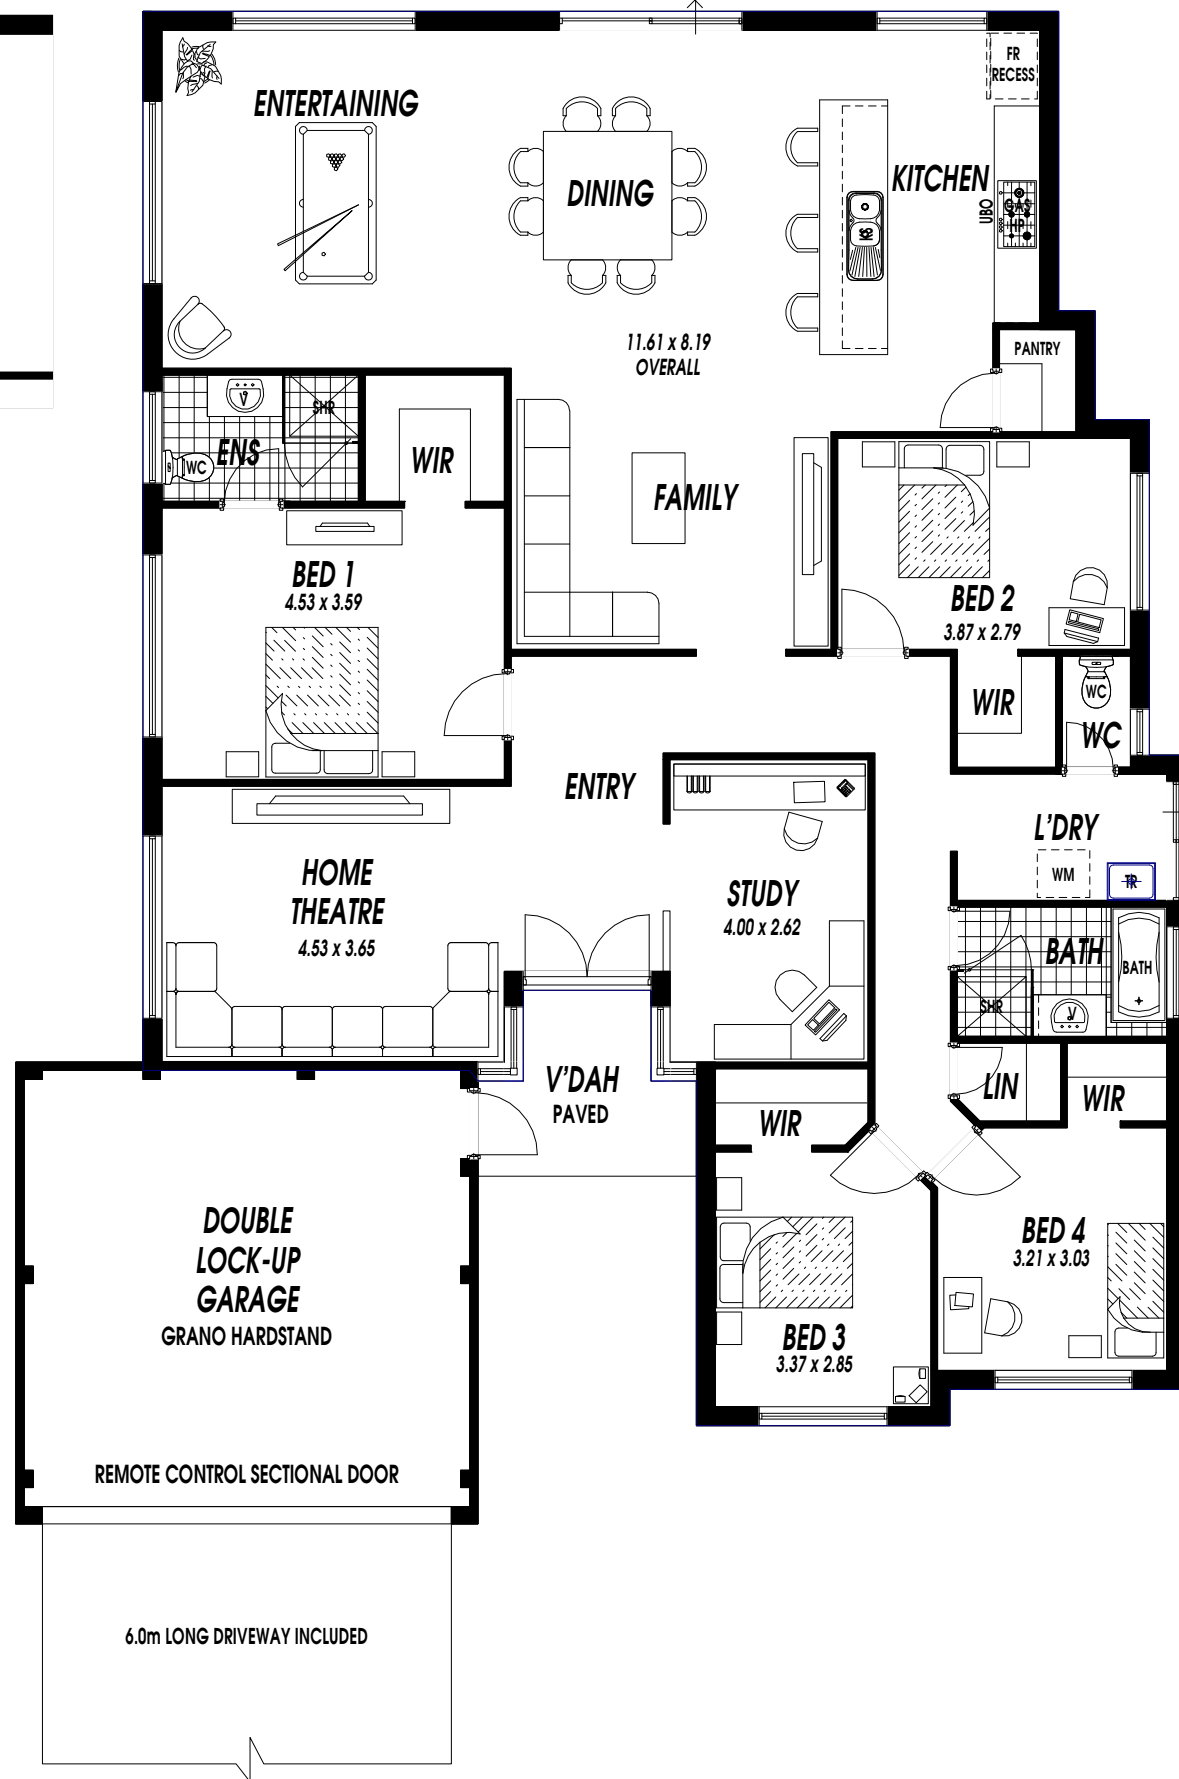 FR
RECESS
ENTERTAINING
KITCHEN
DINING
UBO
GAS
HP
11.61 x 8.19
OVERALL
PANTRY
V
SHR
ENS
WC
WIR
FAMILY
BED 1
4.53 x 3.59
BED 2
3.87 x 2.79
WIR
WC
WC
ENTRY
L'DRY
WM
TR
HOME
THEATRE
4.53 x 3.65
STUDY
4.00 x 2.62
BATH
BATH
SHR
V
V'DAH
PAVED
LIN
WIR
WIR
DOUBLE
LOCK-UP
GARAGE
GRANO HARDSTAND
BED 4
3.21 x 3.03
BED 3
3.37 x 2.85
REMOTE CONTROL SECTIONAL DOOR
6.0m LONG DRIVEWAY INCLUDED